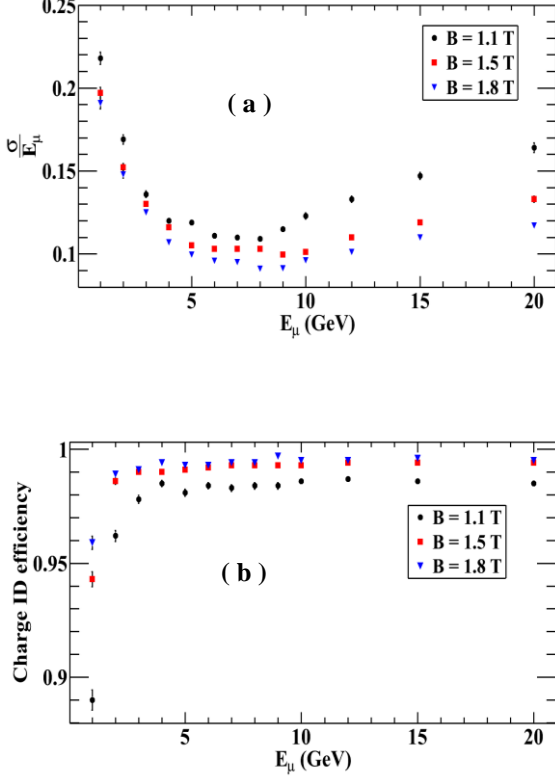 0.25
B = 1.1 T
B = 1.5 T
B = 1.8 T
0.2
( a )
σ
E_μ
0.15
0.1
5 10 15 20
E_μ (GeV)
1
Charge ID efficiency
0.95
B = 1.1 T
B = 1.5 T
B = 1.8 T
( b )
0.9
5 10 15 20
E_μ (GeV)